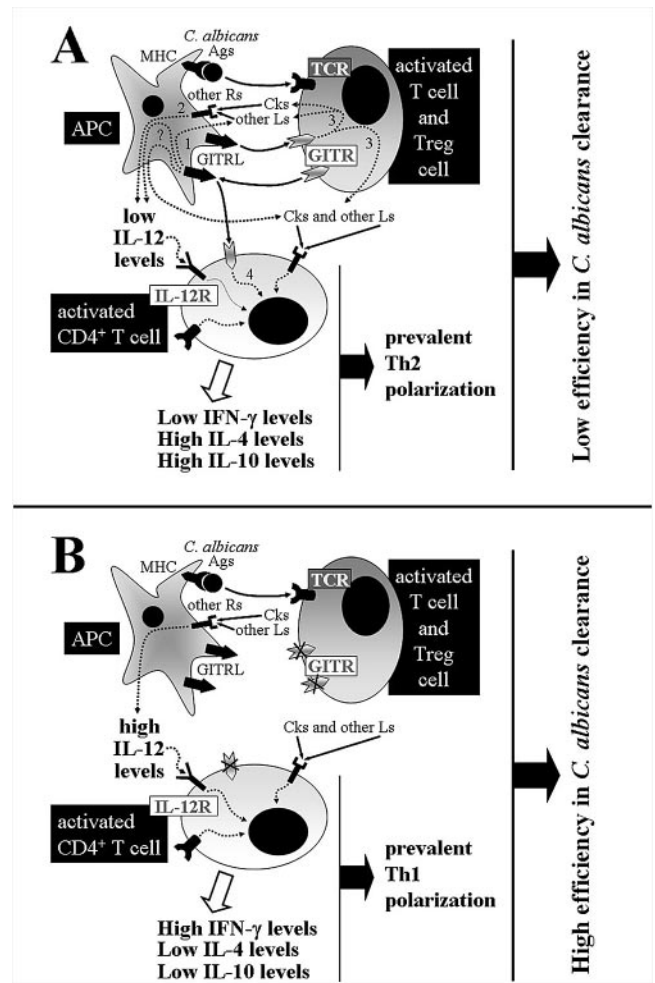 A
C. albicans
MHC
Ags
TCR
activated
T cell
and
Treg
cell
other Rs
2
Cks
other Ls
3
3
?
1
APC
GITRL
GITR
low
IL-12
levels
Cks and other Ls
4
IL-12R
activated
CD4+ T cell
prevalent
Th2
polarization
Low IFN-γ levels
High IL-4 levels
High IL-10 levels
Low efficiency in C. albicans clearance
B
C. albicans
MHC
Ags
TCR
activated
T cell
and
Treg
cell
other Rs
Cks
other Ls
APC
GITRL
GITR
high
IL-12
levels
Cks and other Ls
IL-12R
activated
CD4+ T cell
prevalent
Th1
polarization
High IFN-γ levels
Low IL-4 levels
Low IL-10 levels
High efficiency in C. albicans clearance